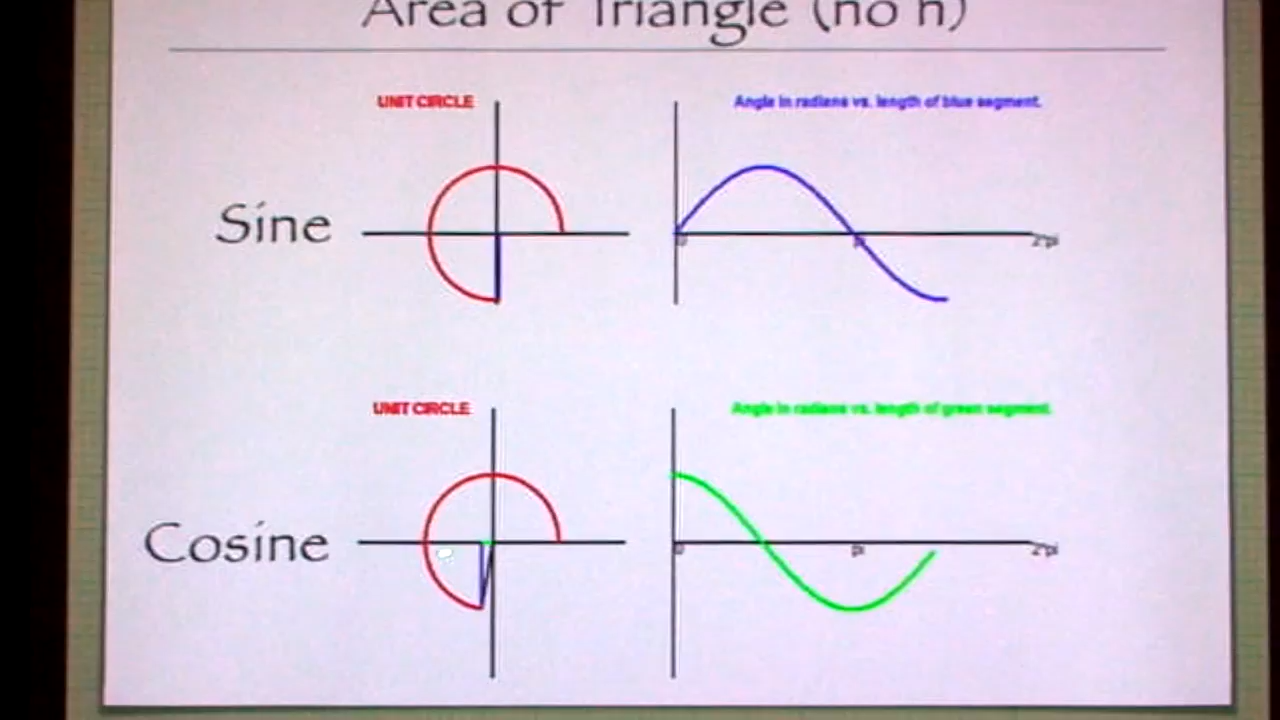 Area of Triangle (no h)
UNIT CIRCLE
Angle in radians vs. length of blue segment.
Sine
0
pi
2 pi
UNIT CIRCLE
Angle in radians vs. length of green segment.
Cosine
0
pi
2 pi